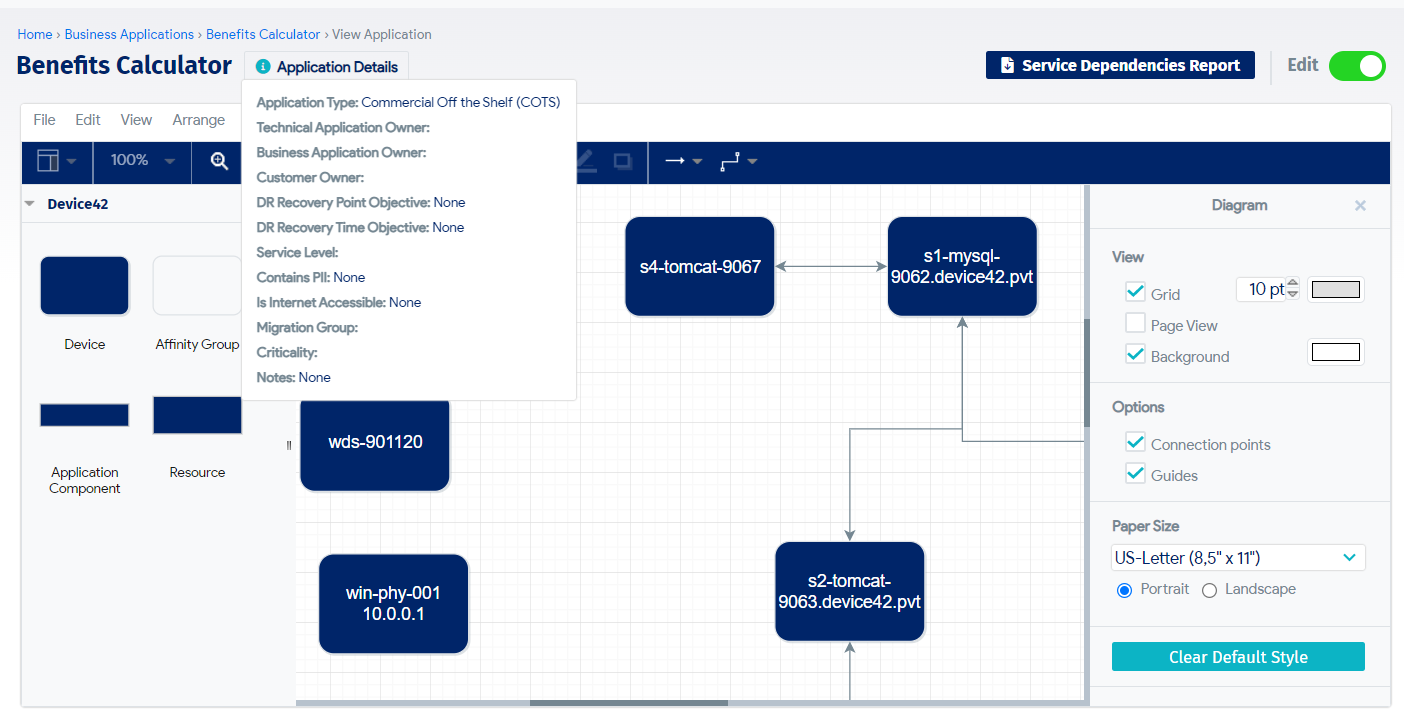 Home › Business Applications › Benefits Calculator › View Application
Benefits Calculator
Application Details
Service Dependencies Report
Edit
Application Type: Commercial Off the Shelf (COTS)
Technical Application Owner:
Business Application Owner:
Customer Owner:
DR Recovery Point Objective: None
DR Recovery Time Objective: None
Service Level:
Contains PII: None
Is Internet Accessible: None
Migration Group:
Criticality:
Notes: None
File Edit View Arrange
100%
Device42
Device
Affinity Group
Application
Component
Resource
s4-tomcat-9067
s1-mysql-
9062.device42.pvt
wds-901120
win-phy-001
10.0.0.1
s2-tomcat-
9063.device42.pvt
Diagram
View
Grid
10 pt
Page View
Background
Options
Connection points
Guides
Paper Size
US-Letter (8,5" x 11")
Portrait
Landscape
Clear Default Style